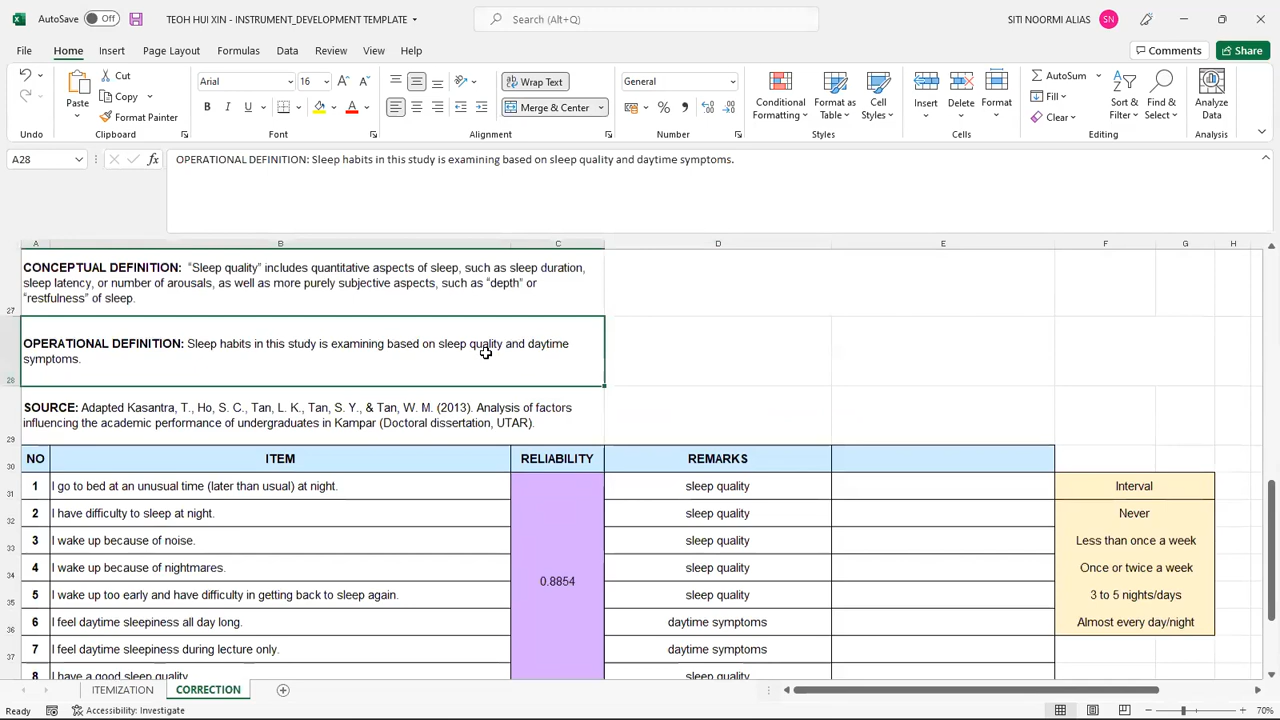 AutoSave Off TEOH HUI XIN - INSTRUMENT_DEVELOPMENT TEMPLATE Search (Alt+Q) SITI NOORMI ALIAS SN
File Home Insert Page Layout Formulas Data Review View Help Comments Share
Paste Cut Copy Format Painter
Arial 16
B I U
Wrap Text
Merge & Center
General
Conditional Formatting Format as Table Cell Styles
Insert Delete Format
AutoSum Fill Clear
Sort & Filter Find & Select
Analyze Data
Undo Clipboard Font Alignment Number Styles Cells Editing Analysis
A28 fx OPERATIONAL DEFINITION: Sleep habits in this study is examining based on sleep quality and daytime symptoms.
A B C D E F G H
CONCEPTUAL DEFINITION: “Sleep quality” includes quantitative aspects of sleep, such as sleep duration,
sleep latency, or number of arousals, as well as more purely subjective aspects, such as “depth” or
“restfulness” of sleep.
27
OPERATIONAL DEFINITION: Sleep habits in this study is examining based on sleep quality and daytime
symptoms.
28
SOURCE: Adapted Kasantra, T., Ho, S. C., Tan, L. K., Tan, S. Y., & Tan, W. M. (2013). Analysis of factors
influencing the academic performance of undergraduates in Kampar (Doctoral dissertation, UTAR).
29
30 NO ITEM RELIABILITY REMARKS
31 1 I go to bed at an unusual time (later than usual) at night. sleep quality Interval
32 2 I have difficulty to sleep at night. sleep quality Never
33 3 I wake up because of noise. sleep quality Less than once a week
34 4 I wake up because of nightmares. sleep quality Once or twice a week
0.8854
35 5 I wake up too early and have difficulty in getting back to sleep again. sleep quality 3 to 5 nights/days
36 6 I feel daytime sleepiness all day long. daytime symptoms Almost every day/night
37 7 I feel daytime sleepiness during lecture only. daytime symptoms
8 I have a good sleep quality sleep quality
ITEMIZATION CORRECTION
Ready Accessibility: Investigate 70%